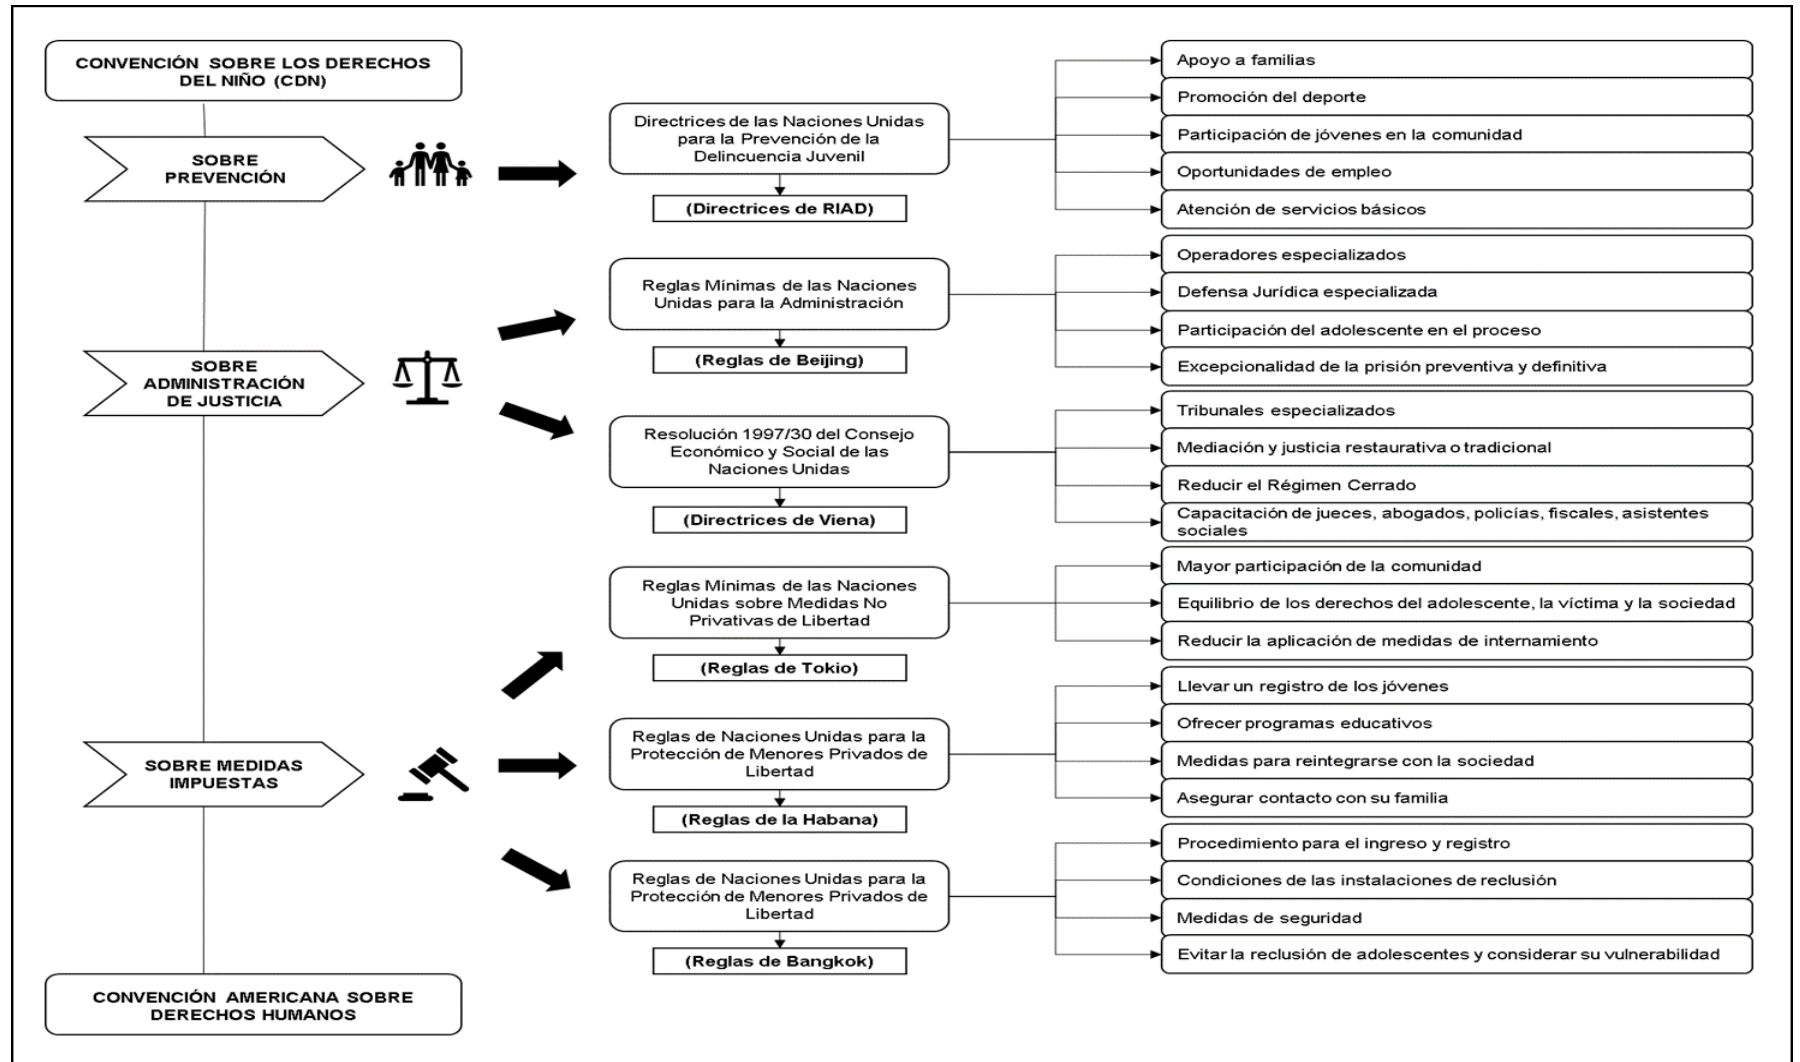 CONVENCIÓN SOBRE LOS DERECHOS
DEL NIÑO (CDN)
SOBRE
PREVENCIÓN
Directrices de las Naciones Unidas
para la Prevención de la
Delincuencia Juvenil
(Directrices de RIAD)
Apoyo a familias
Promoción del deporte
Participación de jóvenes en la comunidad
Oportunidades de empleo
Atención de servicios básicos
SOBRE
ADMINISTRACIÓN
DE JUSTICIA
Reglas Mínimas de las Naciones
Unidas para la Administración
(Reglas de Beijing)
Operadores especializados
Defensa Jurídica especializada
Participación del adolescente en el proceso
Excepcionalidad de la prisión preventiva y definitiva
Resolución 1997/30 del Consejo
Económico y Social de las
Naciones Unidas
(Directrices de Viena)
Tribunales especializados
Mediación y justicia restaurativa o tradicional
Reducir el Régimen Cerrado
Capacitación de jueces, abogados, policías, fiscales, asistentes
sociales
SOBRE MEDIDAS
IMPUESTAS
Reglas Mínimas de las Naciones
Unidas sobre Medidas No
Privativas de Libertad
(Reglas de Tokio)
Mayor participación de la comunidad
Equilibrio de los derechos del adolescente, la víctima y la sociedad
Reducir la aplicación de medidas de internamiento
Reglas de Naciones Unidas para la
Protección de Menores Privados de
Libertad
(Reglas de la Habana)
Llevar un registro de los jóvenes
Ofrecer programas educativos
Medidas para reintegrarse con la sociedad
Asegurar contacto con su familia
Reglas de Naciones Unidas para la
Protección de Menores Privados de
Libertad
(Reglas de Bangkok)
Procedimiento para el ingreso y registro
Condiciones de las instalaciones de reclusión
Medidas de seguridad
Evitar la reclusión de adolescentes y considerar su vulnerabilidad
CONVENCIÓN AMERICANA SOBRE
DERECHOS HUMANOS